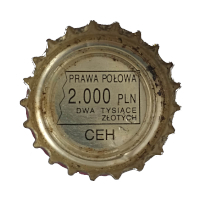 PRAWA POŁOWA
2.000 PLN
DWA TYSIĄCE
ZŁOTYCH
CEH